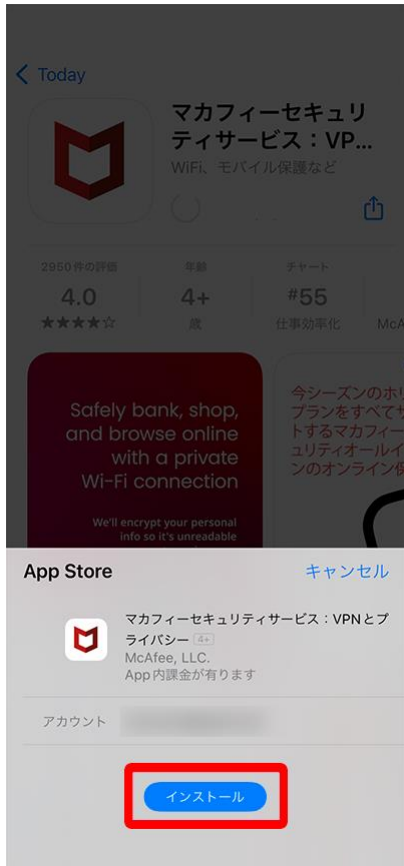 Today
マカフィーセキュリ
ティサービス：VP...
WiFi、モバイル保護など
2950件の評価
年齢
チャート
4.0
4+
#55
★★★★☆
歳
仕事効率化
McA
Safely bank, shop,
and browse online
with a private
Wi-Fi connection
We'll encrypt your personal
info so it's unreadable
今シーズンのホリ
プランをすべてサ
トするマカフィー
ュリティオールイ
ンのオンライン保
App Store
キャンセル
マカフィーセキュリティサービス：VPNとプ
ライバシー 4+
McAfee, LLC.
App内課金が有ります
アカウント
インストール